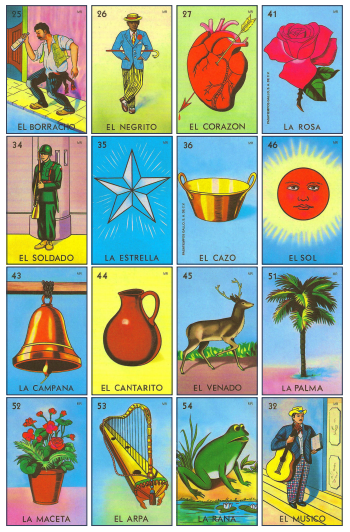 25
EL BORRACHO
26
EL NEGRITO
27
EL CORAZON
41
LA ROSA
34
EL SOLDADO
35
LA ESTRELLA
36
EL CAZO
46
EL SOL
43
LA CAMPANA
44
EL CANTARITO
45
EL VENADO
51
LA PALMA
52
LA MACETA
53
EL ARPA
54
LA RANA
32
EL MUSICO